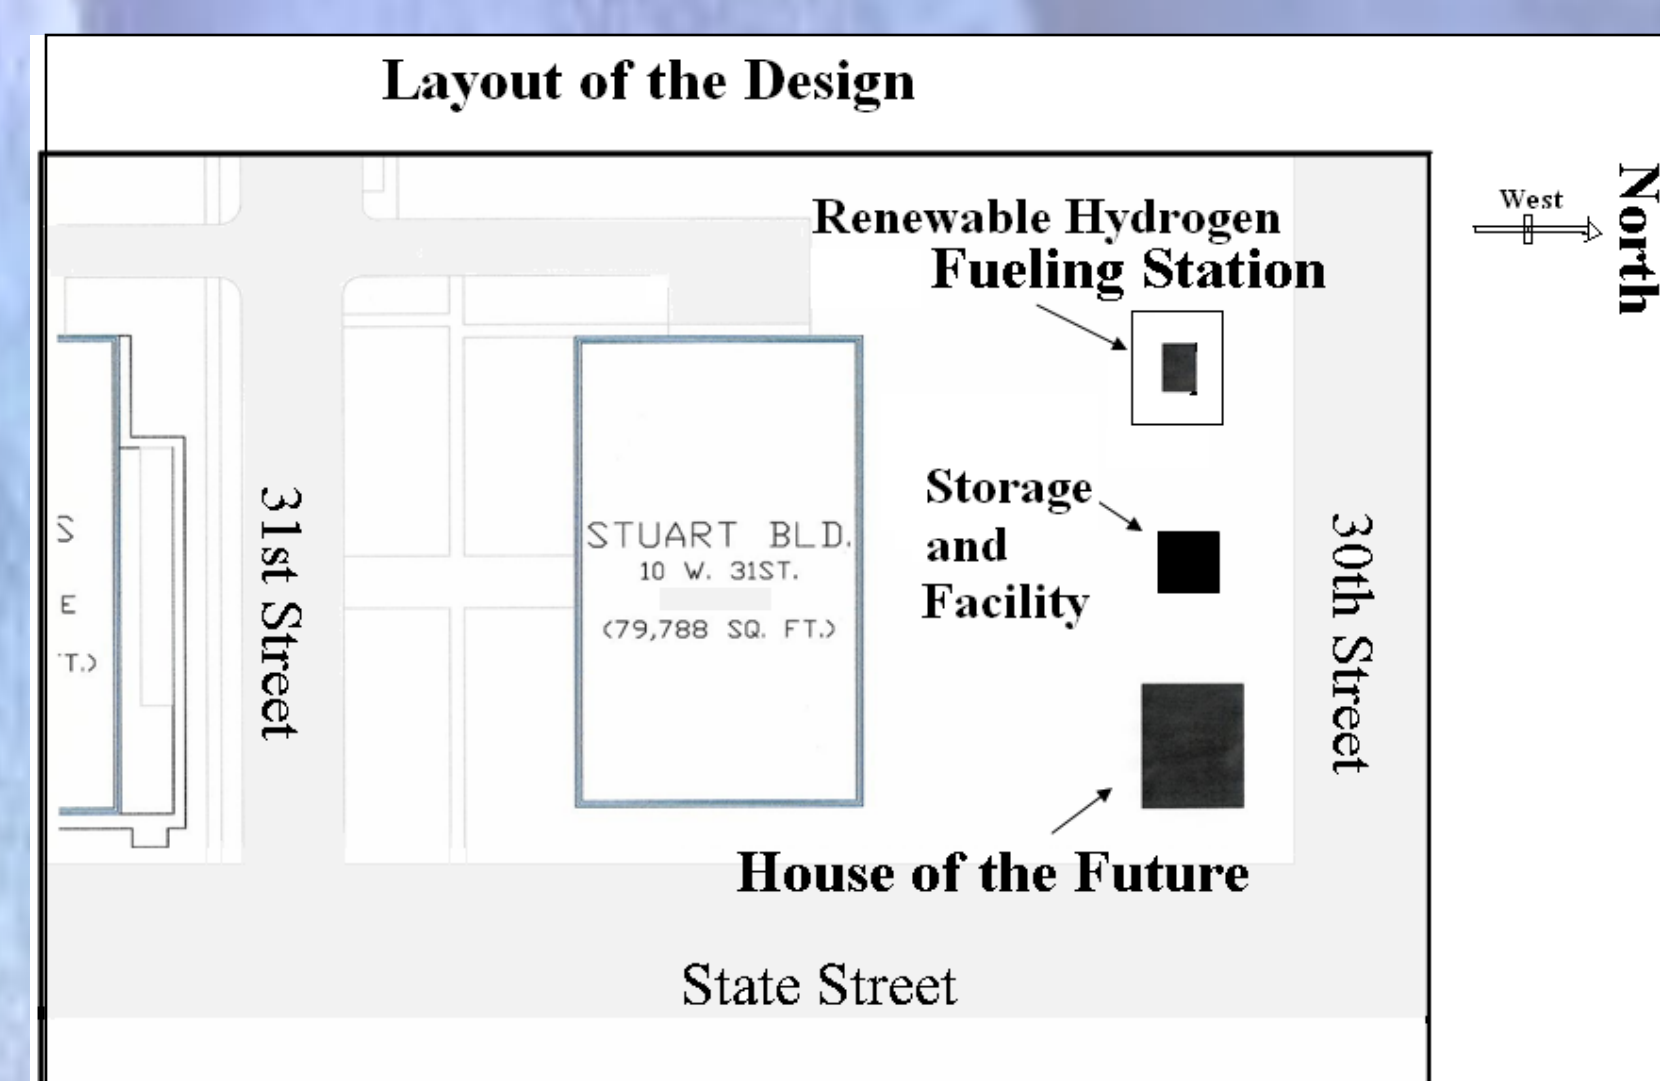 Layout of the Design
West
North
Renewable Hydrogen
Fueling Station
Storage
and
Facility
31st Street
STUART BLD.
10 W. 31ST.
(79,788 SQ. FT.)
30th Street
S
E
T.)
House of the Future
State Street